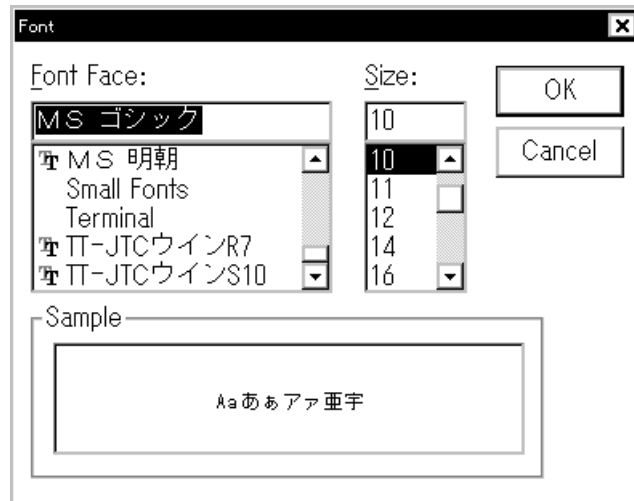 Font
Font Face:
Size:
OK
ＭＳ ゴシック
10
Cancel
ＭＳ 明朝
Small Fonts
Terminal
TT-JTCウインR7
TT-JTCウインS10
10
11
12
14
16
Sample
Aaあぁアァ亜宇